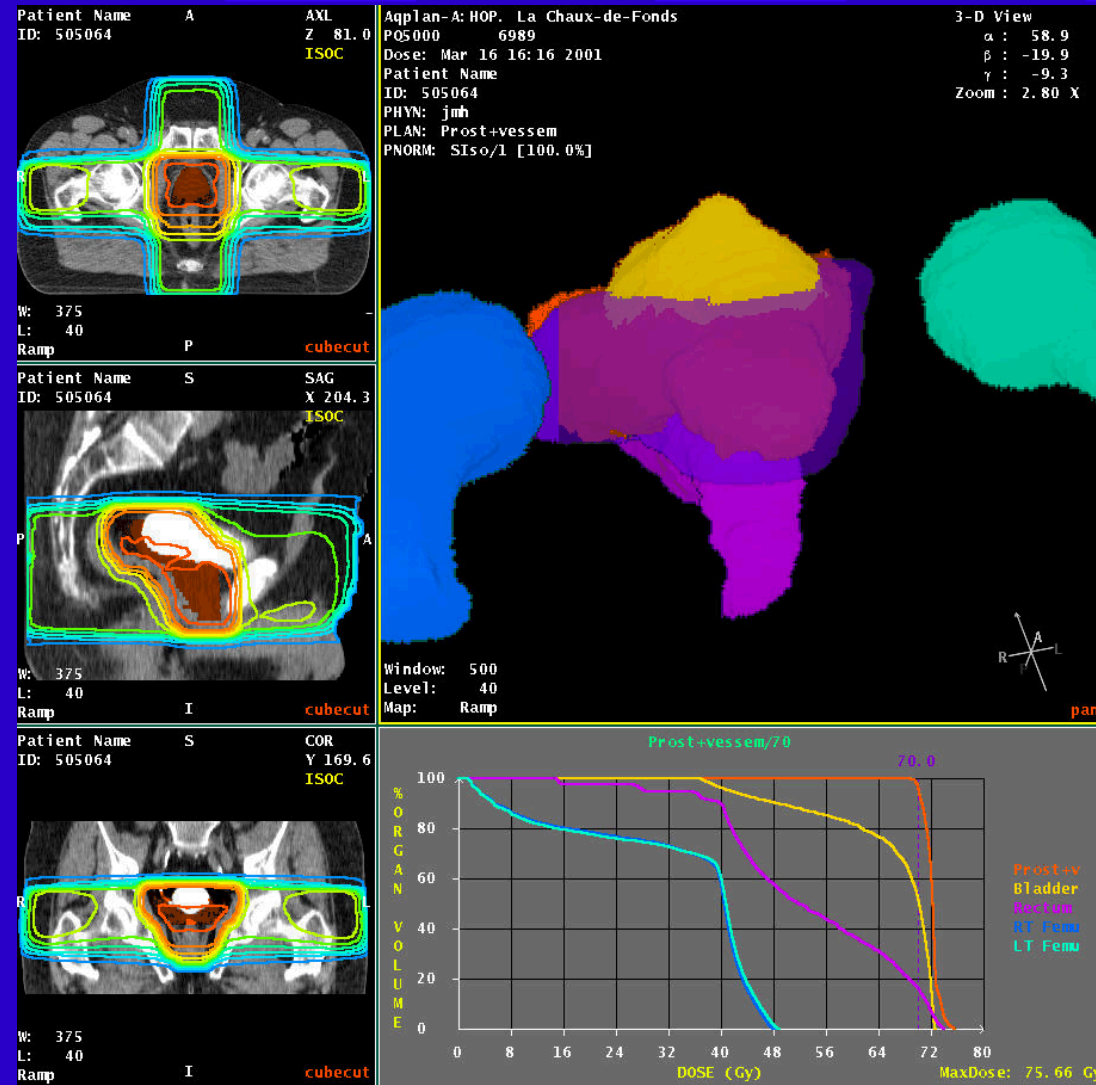 Patient Name A AXL
ID: 505064 Z 81.0
ISOC
R L
W: 375
L: 40
Ramp P cubecut
Patient Name S SAG
ID: 505064 X 204.3
ISOC
P A
W: 375
L: 40
Ramp I cubecut
Patient Name S COR
ID: 505064 Y 169.6
ISOC
R L
W: 375
L: 40
Ramp I cubecut
Aqplan-A: HOP. La Chaux-de-Fonds 3-D View
PQ5000 6989 α : 58.9
Dose: Mar 16 16:16 2001 β : -19.9
Patient Name γ : -9.3
ID: 505064 Zoom : 2.80 X
PHYN: jmh
PLAN: Prost+vessem
PNORM: SIso/1 [100.0%]
A
R L
Window: 500
Level: 40
Map: Ramp
Prost+vessem/70
70.0
% ORGAN VOLUME
100
80
60
40
20
0
Prost+v
Bladder
Rectum
RT Femu
LT Femu
0 8 16 24 32 40 48 56 64 72 80
DOSE (Gy) MaxDose: 75.66 Gy